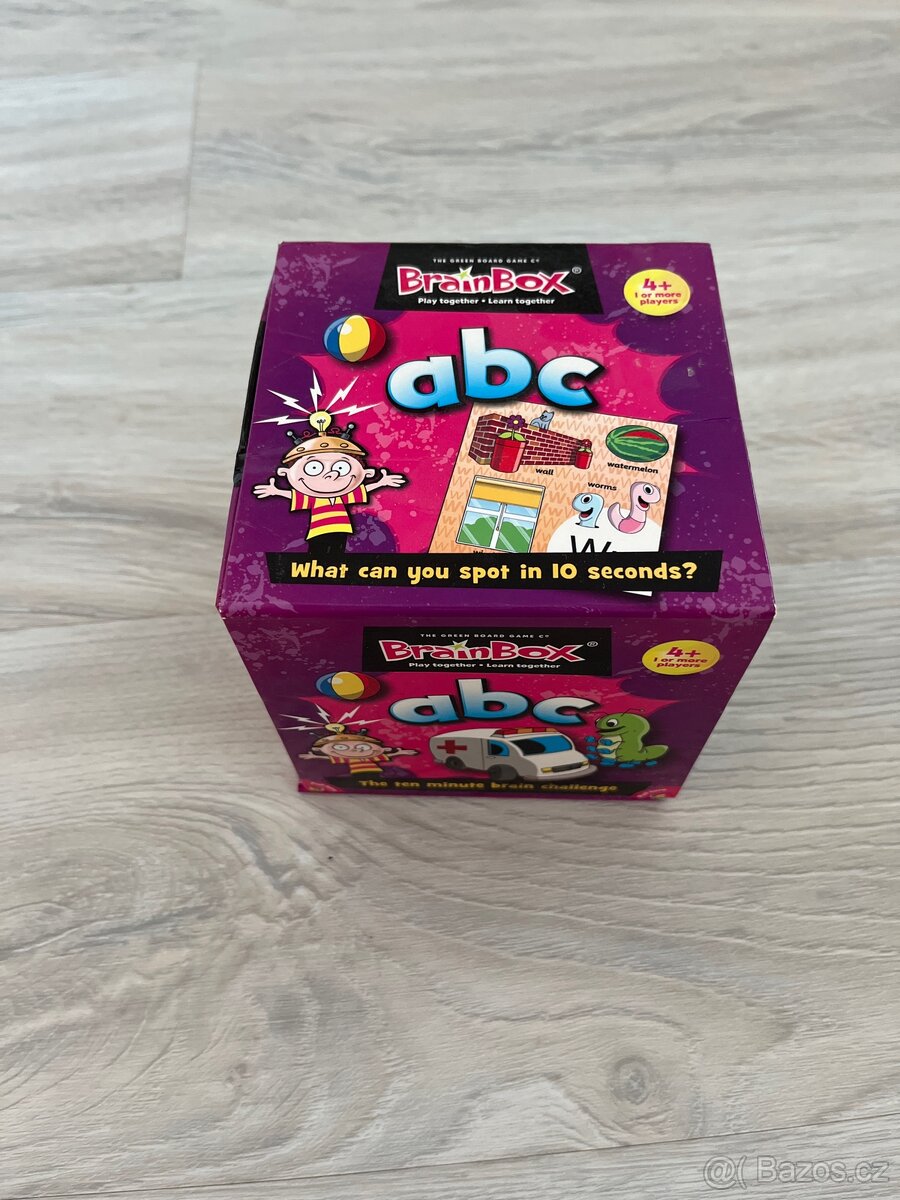 THE GREEN BOARD GAME Cº
BrainBox®
Play together • Learn together
4+
1 or more
players
abc
wall
watermelon
worms
What can you spot in 10 seconds?
THE GREEN BOARD GAME Cº
BrainBox®
Play together • Learn together
4+
1 or more
players
abc
The ten minute brain challenge
@( Bazos.cz